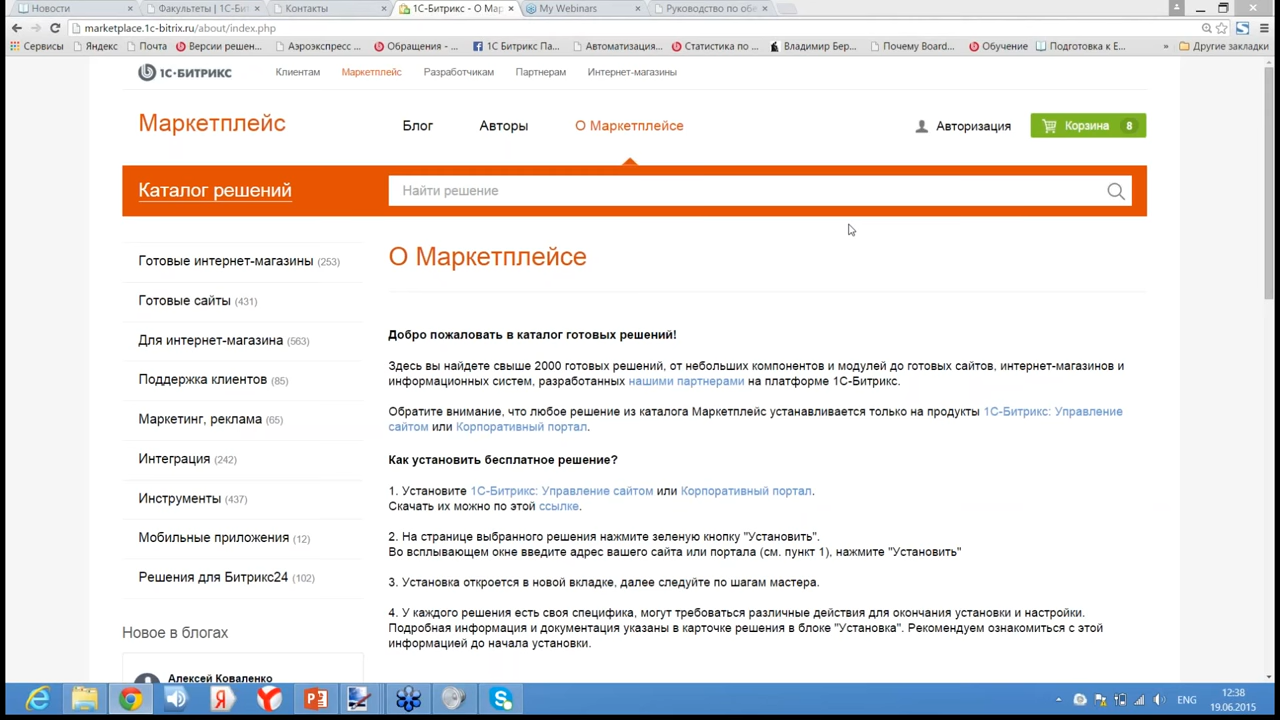 Новости
Факультеты | 1С-Би
Контакты
1С-Битрикс - О Мар
My Webinars
Руководство по обе
marketplace.1c-bitrix.ru/about/index.php
Сервисы
Яндекс
Почта
Версии решен...
Аэроэкспресс ...
Обращения - ...
1С Битрикс Па...
Автоматизация...
Статистика по ...
Владимир Бер...
Почему Board...
Обучение
Подготовка к Е...
»
Другие закладки
1С-БИТРИКС
Клиентам
Маркетплейс
Разработчикам
Партнерам
Интернет-магазины
Маркетплейс
Блог
Авторы
О Маркетплейсе
Авторизация
Корзина 8
Каталог решений
Найти решение
Готовые интернет-магазины (253)
Готовые сайты (431)
Для интернет-магазина (563)
Поддержка клиентов (85)
Маркетинг, реклама (65)
Интеграция (242)
Инструменты (437)
Мобильные приложения (12)
Решения для Битрикс24 (102)
Новое в блогах
Алексей Коваленко
О Маркетплейсе
Добро пожаловать в каталог готовых решений!
Здесь вы найдете свыше 2000 готовых решений, от небольших компонентов и модулей до готовых сайтов, интернет-магазинов и
информационных систем, разработанных нашими партнерами на платформе 1С-Битрикс.
Обратите внимание, что любое решение из каталога Маркетплейс устанавливается только на продукты 1С-Битрикс: Управление
сайтом или Корпоративный портал.
Как установить бесплатное решение?
1. Установите 1С-Битрикс: Управление сайтом или Корпоративный портал.
Скачать их можно по этой ссылке.
2. На странице выбранного решения нажмите зеленую кнопку "Установить".
Во всплывающем окне введите адрес вашего сайта или портала (см. пункт 1), нажмите "Установить"
3. Установка откроется в новой вкладке, далее следуйте по шагам мастера.
4. У каждого решения есть своя специфика, могут требоваться различные действия для окончания установки и настройки.
Подробная информация и документация указаны в карточке решения в блоке "Установка". Рекомендуем ознакомиться с этой
информацией до начала установки.
ENG
12:38
19.06.2015